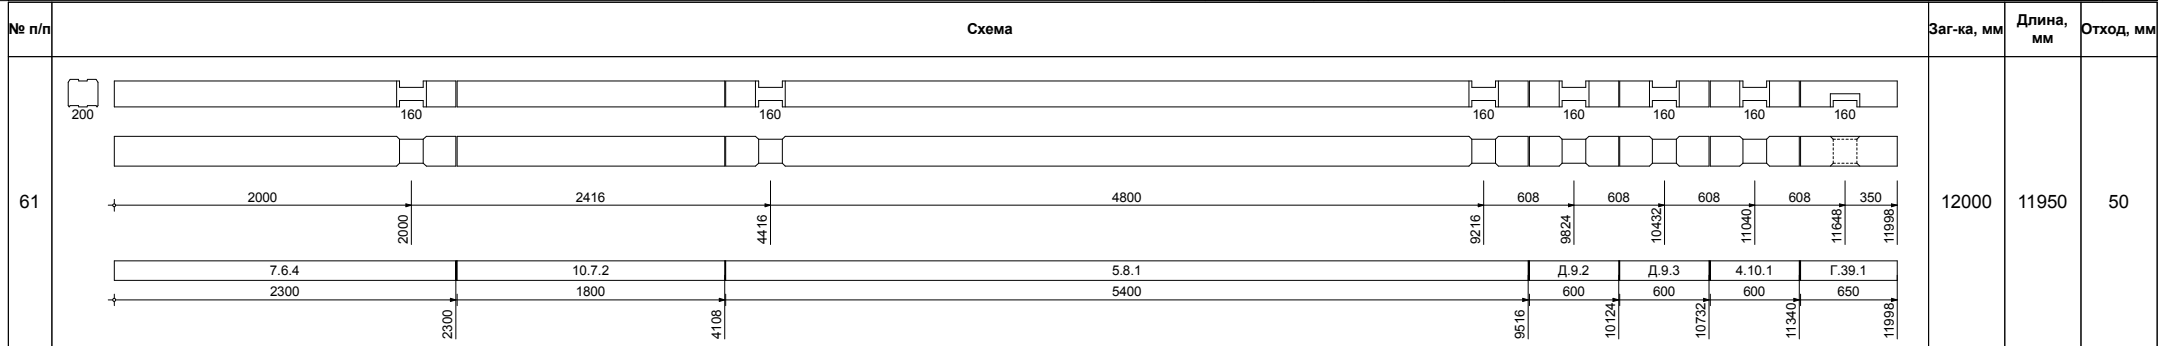 № п/п Схема Заг-ка, мм Длина, мм Отход, мм
200 160 160 160 160 160 160 160
61 12000 11950 50
2000 2416 4800 608 608 608 608 350
2000 4416 9216 9824 10432 11040 11648 11998
7.6.4 10.7.2 5.8.1 Д.9.2 Д.9.3 4.10.1 Г.39.1
2300 1800 5400 600 600 600 650
2300 4108 9516 10124 10732 11340 11998